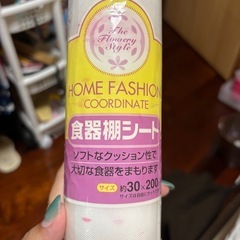 The
Flowery
Style
HOME FASHION
COORDINATE
食器棚シート
ソフトなクッション性で
大切な食器をまもります
サイズ 約30×200